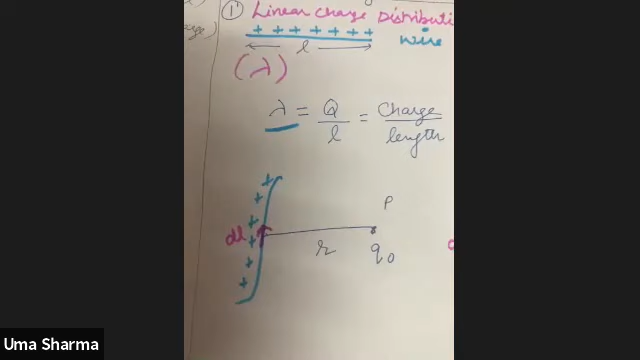 ① Linear Charge Distributi
+ + + + + + +
l
wire
(λ)
λ = Q/l = Charge/length
+ + + + + +
dl
r
P
q₀
Uma Sharma